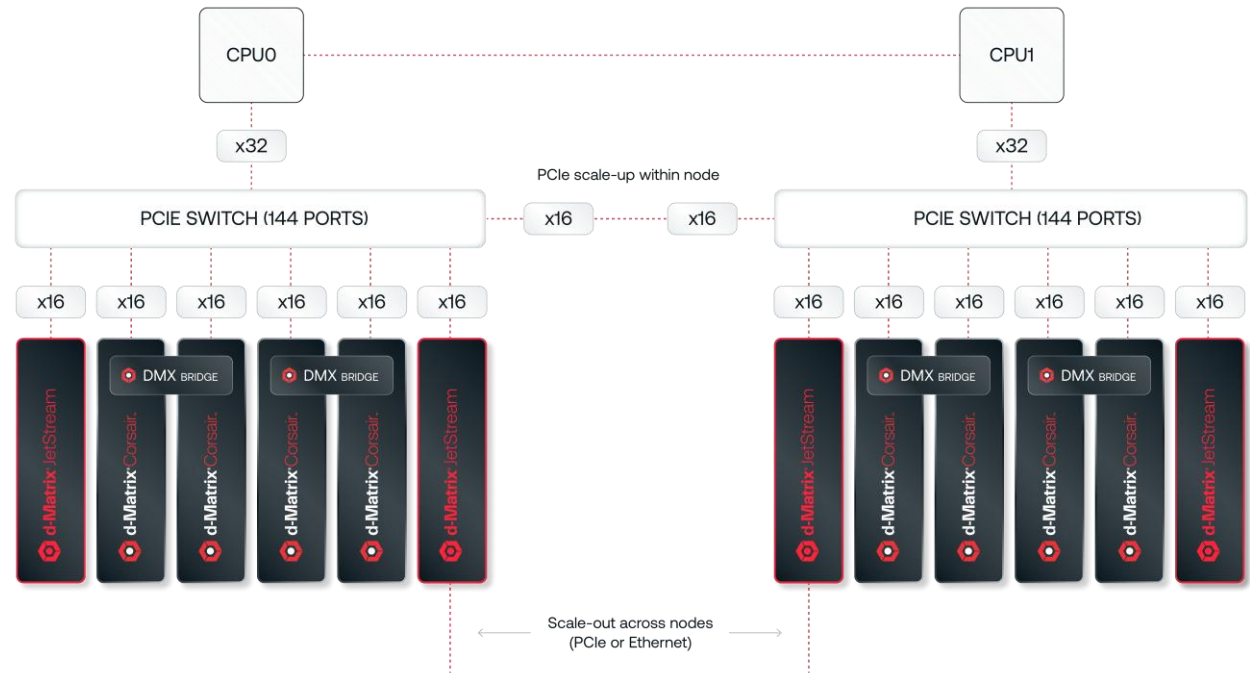 CPU0
CPU1
x32
x32
PCIe scale-up within node
PCIE SWITCH (144 PORTS)
x16
x16
PCIE SWITCH (144 PORTS)
x16
x16
x16
x16
x16
x16
x16
x16
x16
x16
x16
x16
DMX BRIDGE
DMX BRIDGE
DMX BRIDGE
DMX BRIDGE
d-Matrix JetStream
d-Matrix Corsair.
d-Matrix Corsair.
d-Matrix Corsair.
d-Matrix Corsair.
d-Matrix JetStream
d-Matrix JetStream
d-Matrix Corsair.
d-Matrix Corsair.
d-Matrix Corsair.
d-Matrix Corsair.
d-Matrix JetStream
Scale-out across nodes
(PCIe or Ethernet)